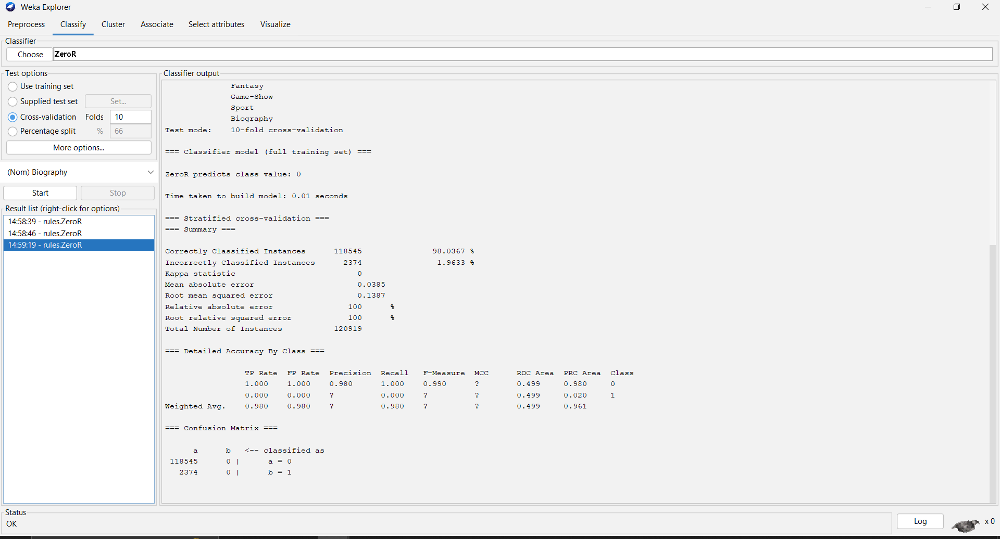 Weka Explorer
Preprocess Classify Cluster Associate Select attributes Visualize
Classifier
Choose ZeroR
Test options
Use training set
Supplied test set Set...
Cross-validation Folds 10
Percentage split % 66
More options...
(Nom) Biography
Start Stop
Result list (right-click for options)
14:58:39 - rules.ZeroR
14:58:46 - rules.ZeroR
14:59:19 - rules.ZeroR
Classifier output
Fantasy
Game-Show
Sport
Biography
Test mode: 10-fold cross-validation
=== Classifier model (full training set) ===
ZeroR predicts class value: 0
Time taken to build model: 0.01 seconds
=== Stratified cross-validation ===
=== Summary ===
Correctly Classified Instances 118545 98.0367 %
Incorrectly Classified Instances 2374 1.9633 %
Kappa statistic 0
Mean absolute error 0.0385
Root mean squared error 0.1387
Relative absolute error 100 %
Root relative squared error 100 %
Total Number of Instances 120919
=== Detailed Accuracy By Class ===
TP Rate FP Rate Precision Recall F-Measure MCC ROC Area PRC Area Class
1.000 1.000 0.980 1.000 0.990 ? 0.499 0.980 0
0.000 0.000 ? 0.000 ? ? 0.499 0.020 1
Weighted Avg. 0.980 0.980 ? 0.980 ? ? 0.499 0.961
=== Confusion Matrix ===
a b <-- classified as
118545 0 | a = 0
2374 0 | b = 1
Status
OK
Log x 0